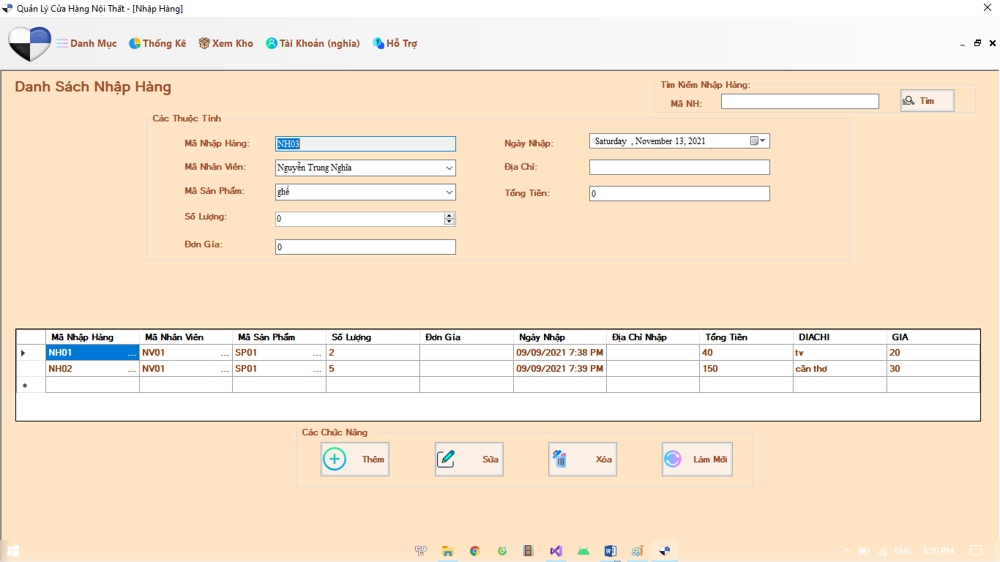 Quản Lý Cửa Hàng Nội Thất - [Nhập Hàng]
Danh Mục Thống Kê Xem Kho Tài Khoản (nghia) Hỗ Trợ
Danh Sách Nhập Hàng
Tìm Kiếm Nhập Hàng:
Mã NH: Tìm
Các Thuộc Tính
Mã Nhập Hàng: NH03 Ngày Nhập: Saturday , November 13, 2021
Mã Nhân Viên: Nguyễn Trung Nghĩa Địa Chỉ:
Mã Sản Phẩm: ghế Tổng Tiền: 0
Số Lượng: 0
Đơn Gía: 0
Mã Nhập Hàng Mã Nhân Viên Mã Sản Phẩm Số Lượng Đơn Gía Ngày Nhập Địa Chỉ Nhập Tổng Tiền DIACHI GIA
NH01 ... NV01 ... SP01 ... 2 09/09/2021 7:38 PM 40 tv 20
NH02 ... NV01 ... SP01 ... 5 09/09/2021 7:39 PM 150 cần thơ 30
Các Chức Năng
Thêm Sửa Xóa Làm Mới
ENG 8:50 PM